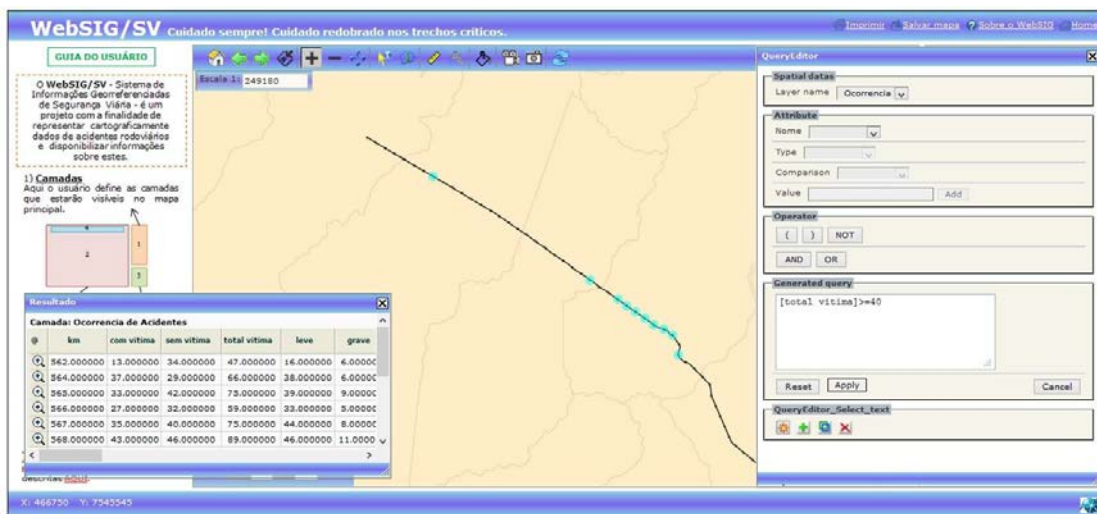 WebSIG/SV Cuidado sempre! Cuidado redobrado nos trechos críticos.
Imprimir Salvar mapa ? Sobre o WebSIG Home
GUIA DO USUÁRIO
O WebSIG/SV - Sistema de
Informações Georreferenciadas
de Segurança Viária - é um
projeto com a finalidade de
representar cartograficamente
dados de acidentes rodoviários
e disponibilizar informações
sobre estes.
1) Camadas
Aqui o usuário define as camadas
que estarão visíveis no mapa
principal.
4
1
2
3
descritas AQUI.
Escala 1: 249180
Resultado
Camada: Ocorrencia de Acidentes
@ km com vitima sem vitima total vitima leve grave
562.000000 13.000000 34.000000 47.000000 16.000000 6.00000
564.000000 37.000000 29.000000 66.000000 38.000000 6.00000
565.000000 33.000000 42.000000 75.000000 39.000000 9.00000
566.000000 27.000000 32.000000 59.000000 33.000000 5.00000
567.000000 35.000000 40.000000 75.000000 44.000000 8.00000
568.000000 43.000000 46.000000 89.000000 46.000000 11.0000
QueryEditor
Spatial datas
Layer name Ocorrencia
Attribute
Nome
Type
Comparison
Value Add
Operator
( ) NOT
AND OR
Generated query
[total vitima]>=40
Reset Apply Cancel
QueryEditor_Select_text
X: 466750 Y: 7545545